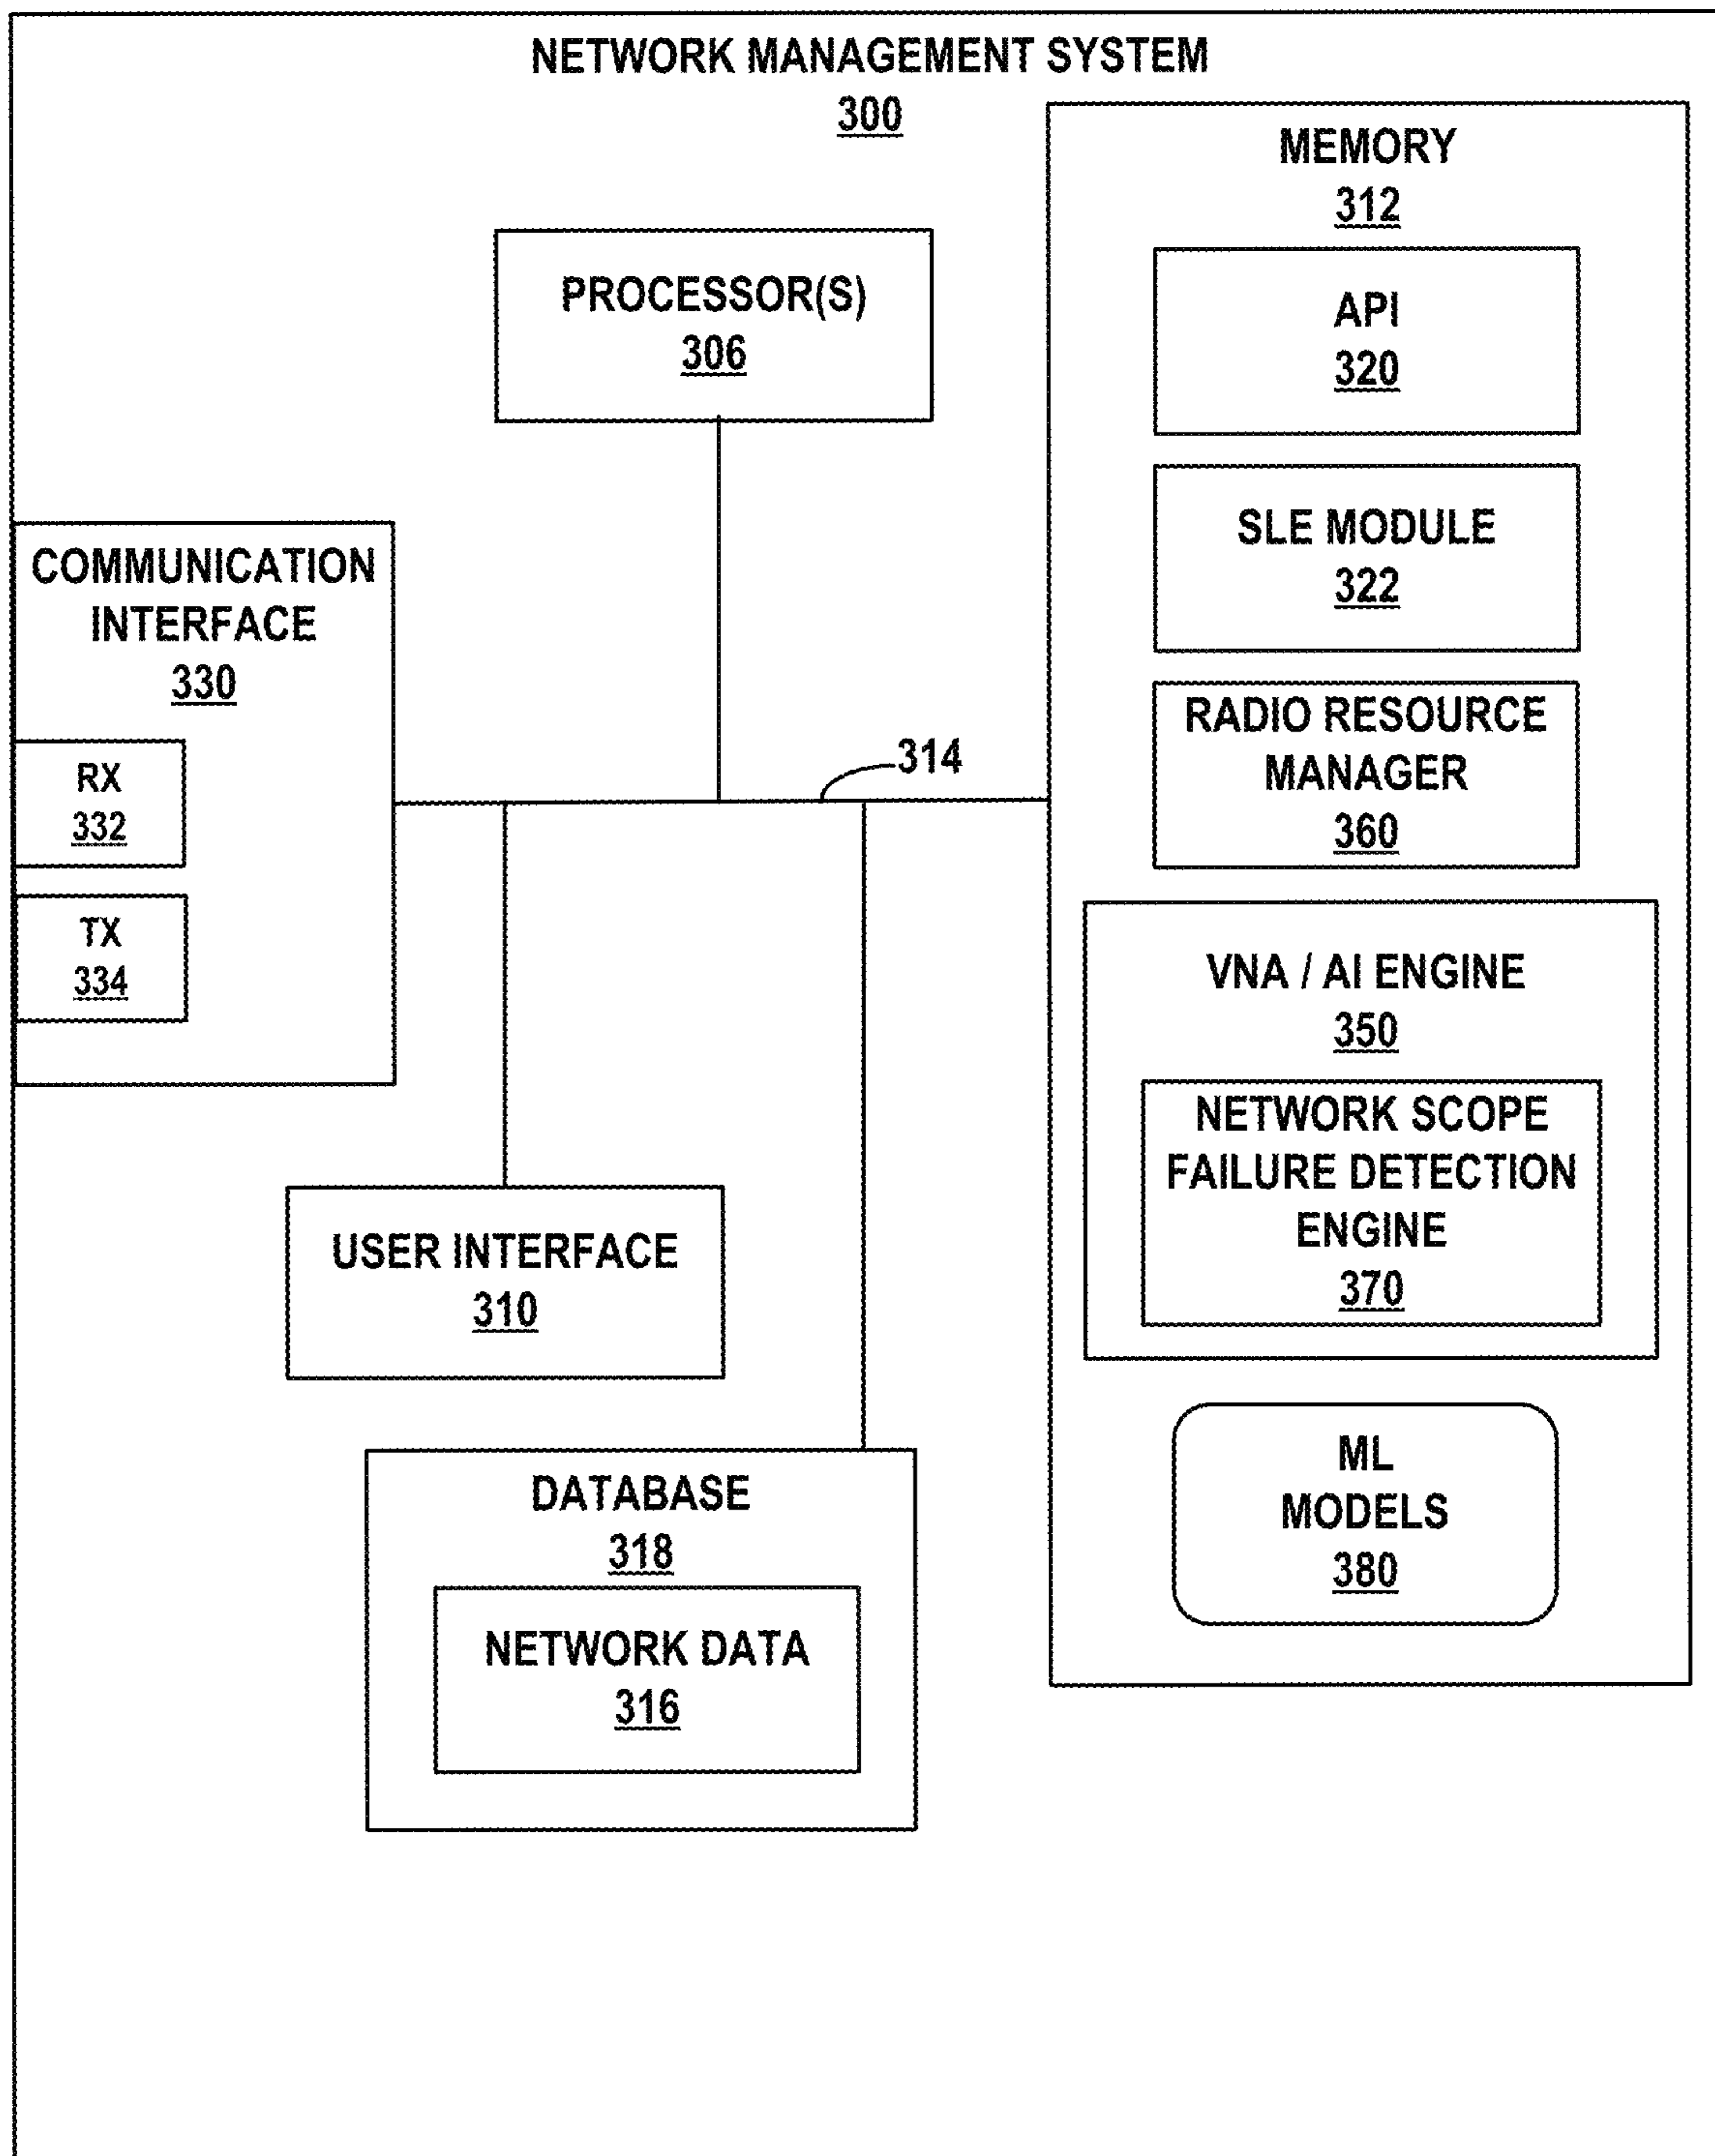 NETWORK MANAGEMENT SYSTEM
300
PROCESSOR(S)
306
COMMUNICATION
INTERFACE
330
RX
332
TX
334
314
USER INTERFACE
310
DATABASE
318
NETWORK DATA
316
MEMORY
312
API
320
SLE MODULE
322
RADIO RESOURCE
MANAGER
360
VNA / AI ENGINE
350
NETWORK SCOPE
FAILURE DETECTION
ENGINE
370
ML
MODELS
380